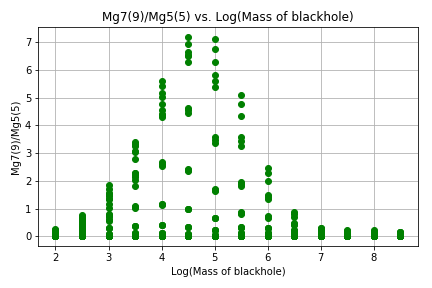 Mg7(9)/Mg5(5) vs. Log(Mass of blackhole)
7
6
5
4
3
2
1
0
Mg7(9)/Mg5(5)
2 3 4 5 6 7 8
Log(Mass of blackhole)